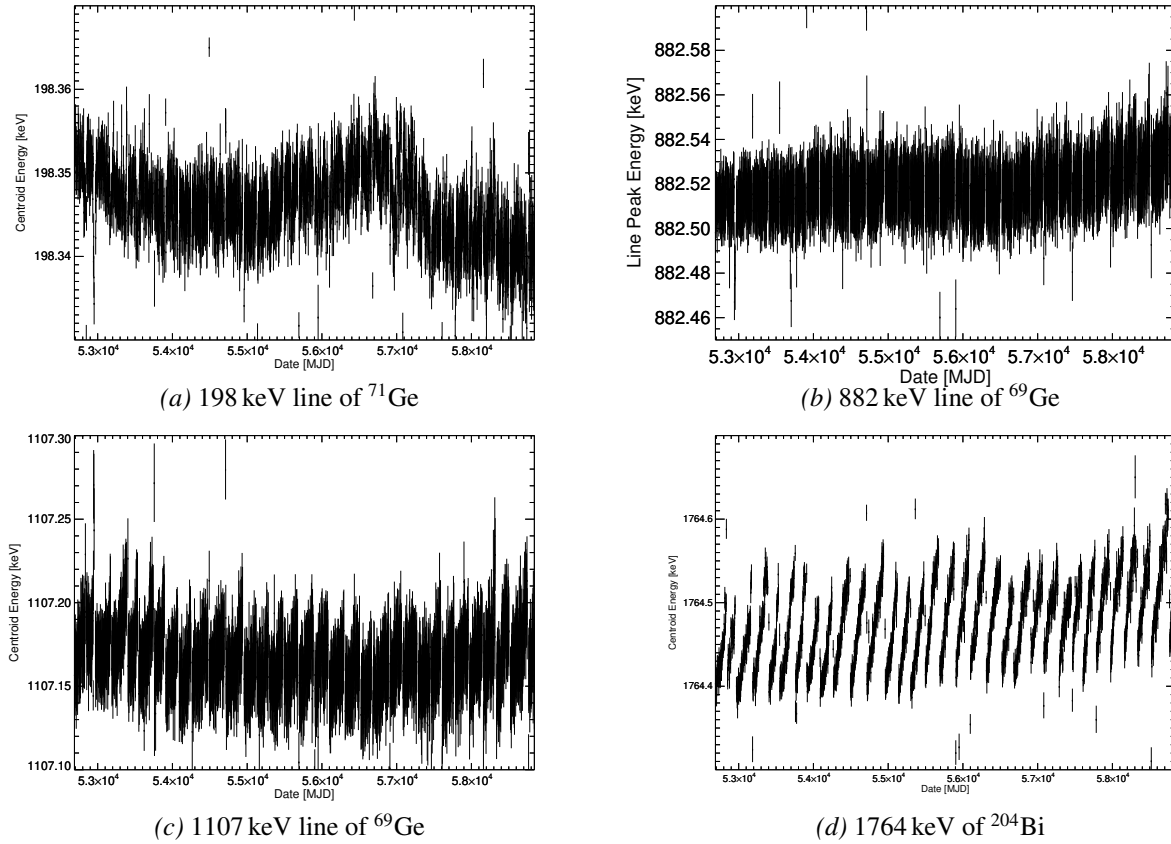 198.36
198.35
198.34
Centroid Energy [keV]
5.3×10⁴ 5.4×10⁴ 5.5×10⁴ 5.6×10⁴ 5.7×10⁴ 5.8×10⁴
Date [MJD]
(a) 198 keV line of ⁷¹Ge
882.58
882.56
882.54
882.52
882.50
882.48
882.46
Line Peak Energy [keV]
5.3×10⁴ 5.4×10⁴ 5.5×10⁴ 5.6×10⁴ 5.7×10⁴ 5.8×10⁴
Date [MJD]
(b) 882 keV line of ⁶⁹Ge
1107.30
1107.25
1107.20
1107.15
1107.10
Centroid Energy [keV]
5.3×10⁴ 5.4×10⁴ 5.5×10⁴ 5.6×10⁴ 5.7×10⁴ 5.8×10⁴
Date [MJD]
(c) 1107 keV line of ⁶⁹Ge
1764.6
1764.5
1764.4
Centroid Energy [keV]
5.3×10⁴ 5.4×10⁴ 5.5×10⁴ 5.6×10⁴ 5.7×10⁴ 5.8×10⁴
Date [MJD]
(d) 1764 keV of ²⁰⁴Bi